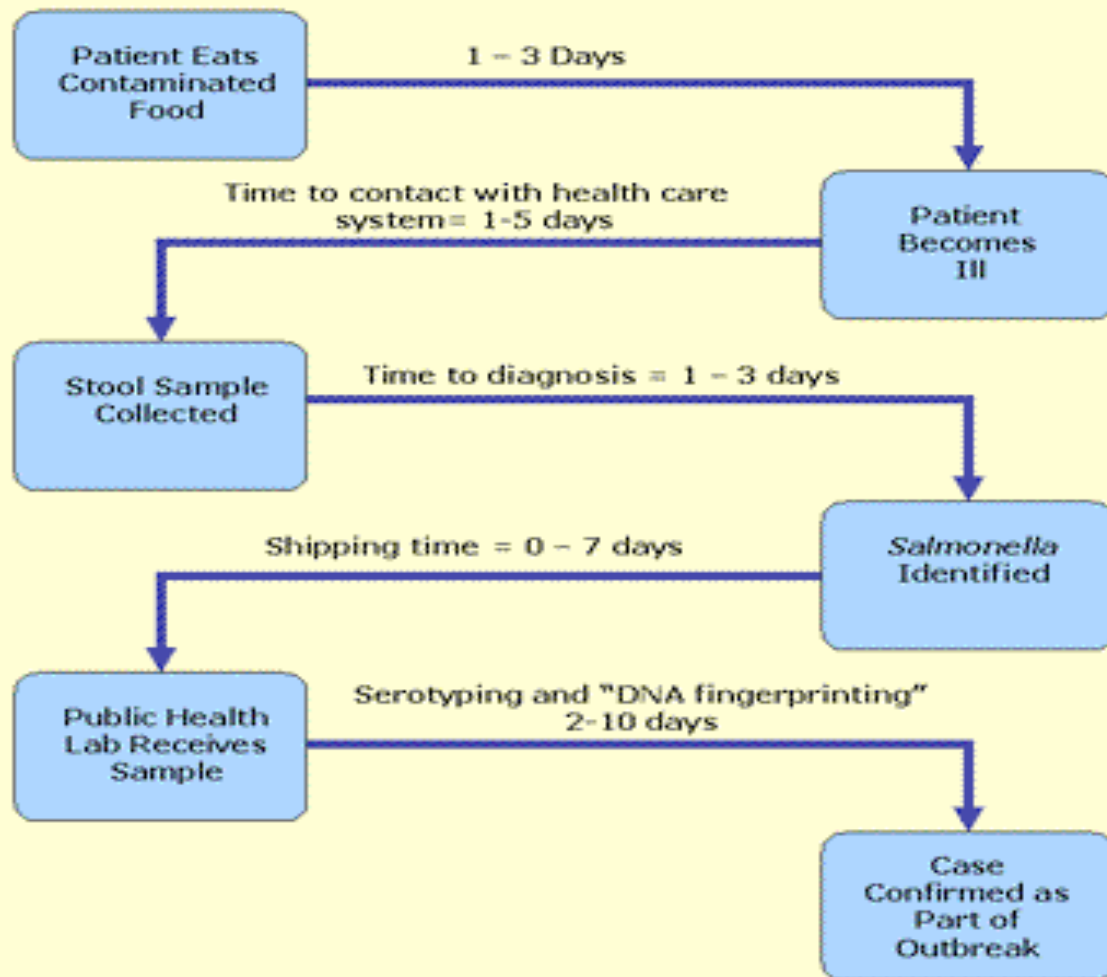 Patient Eats
Contaminated
Food
1 – 3 Days
Patient
Becomes
Ill
Time to contact with health care
system= 1-5 days
Stool Sample
Collected
Time to diagnosis = 1 – 3 days
Salmonella
Identified
Shipping time = 0 – 7 days
Public Health
Lab Receives
Sample
Serotyping and “DNA fingerprinting”
2-10 days
Case
Confirmed as
Part of
Outbreak